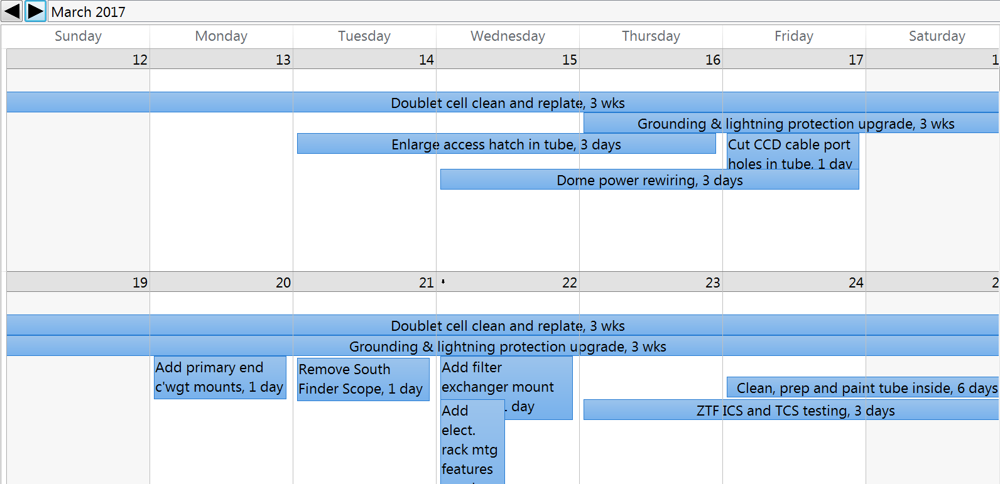 March 2017
Sunday Monday Tuesday Wednesday Thursday Friday Saturday
12 13 14 15 16 17
Doublet cell clean and replate, 3 wks
Grounding & lightning protection upgrade, 3 wks
Enlarge access hatch in tube, 3 days
Cut CCD cable port
holes in tube, 1 day
Dome power rewiring, 3 days
19 20 21 22 23 24
Doublet cell clean and replate, 3 wks
Grounding & lightning protection upgrade, 3 wks
Add primary end
c'wgt mounts, 1 day
Remove South
Finder Scope, 1 day
Add filter
exchanger mount
day
Add
elect.
rack mtg
features
Clean, prep and paint tube inside, 6 days
ZTF ICS and TCS testing, 3 days